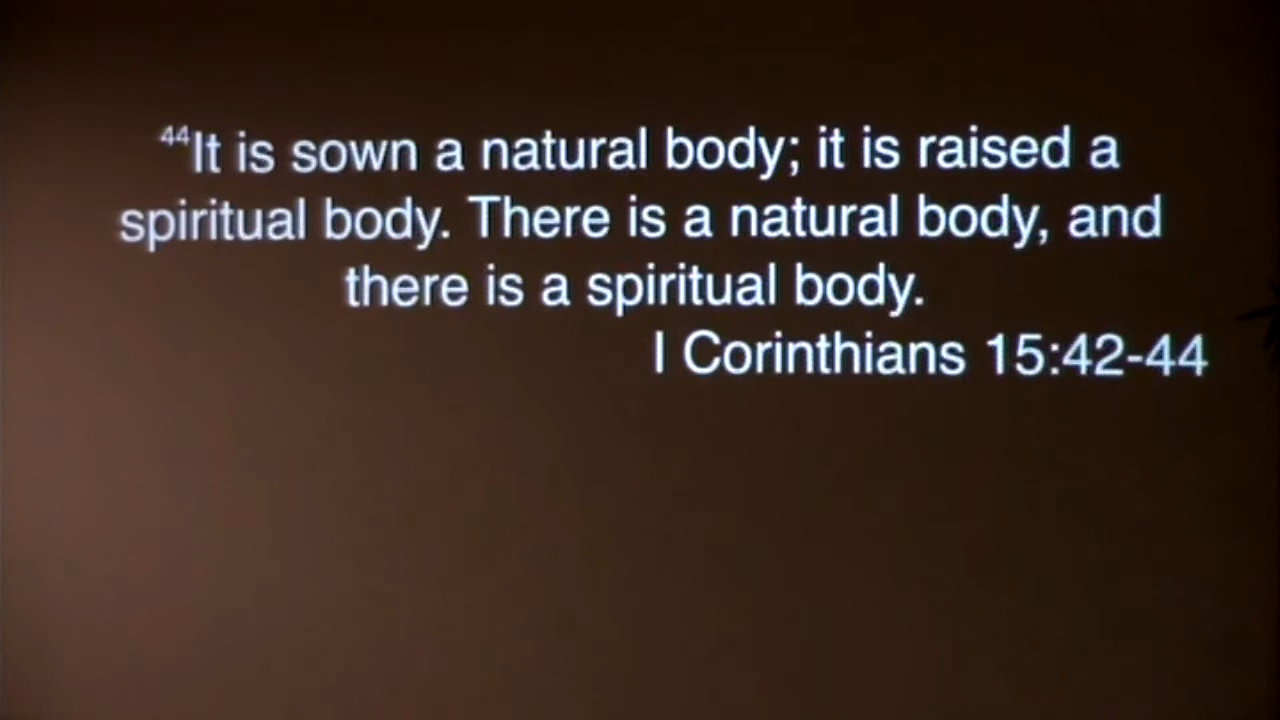 44It is sown a natural body; it is raised a
spiritual body. There is a natural body, and
there is a spiritual body.
I Corinthians 15:42-44